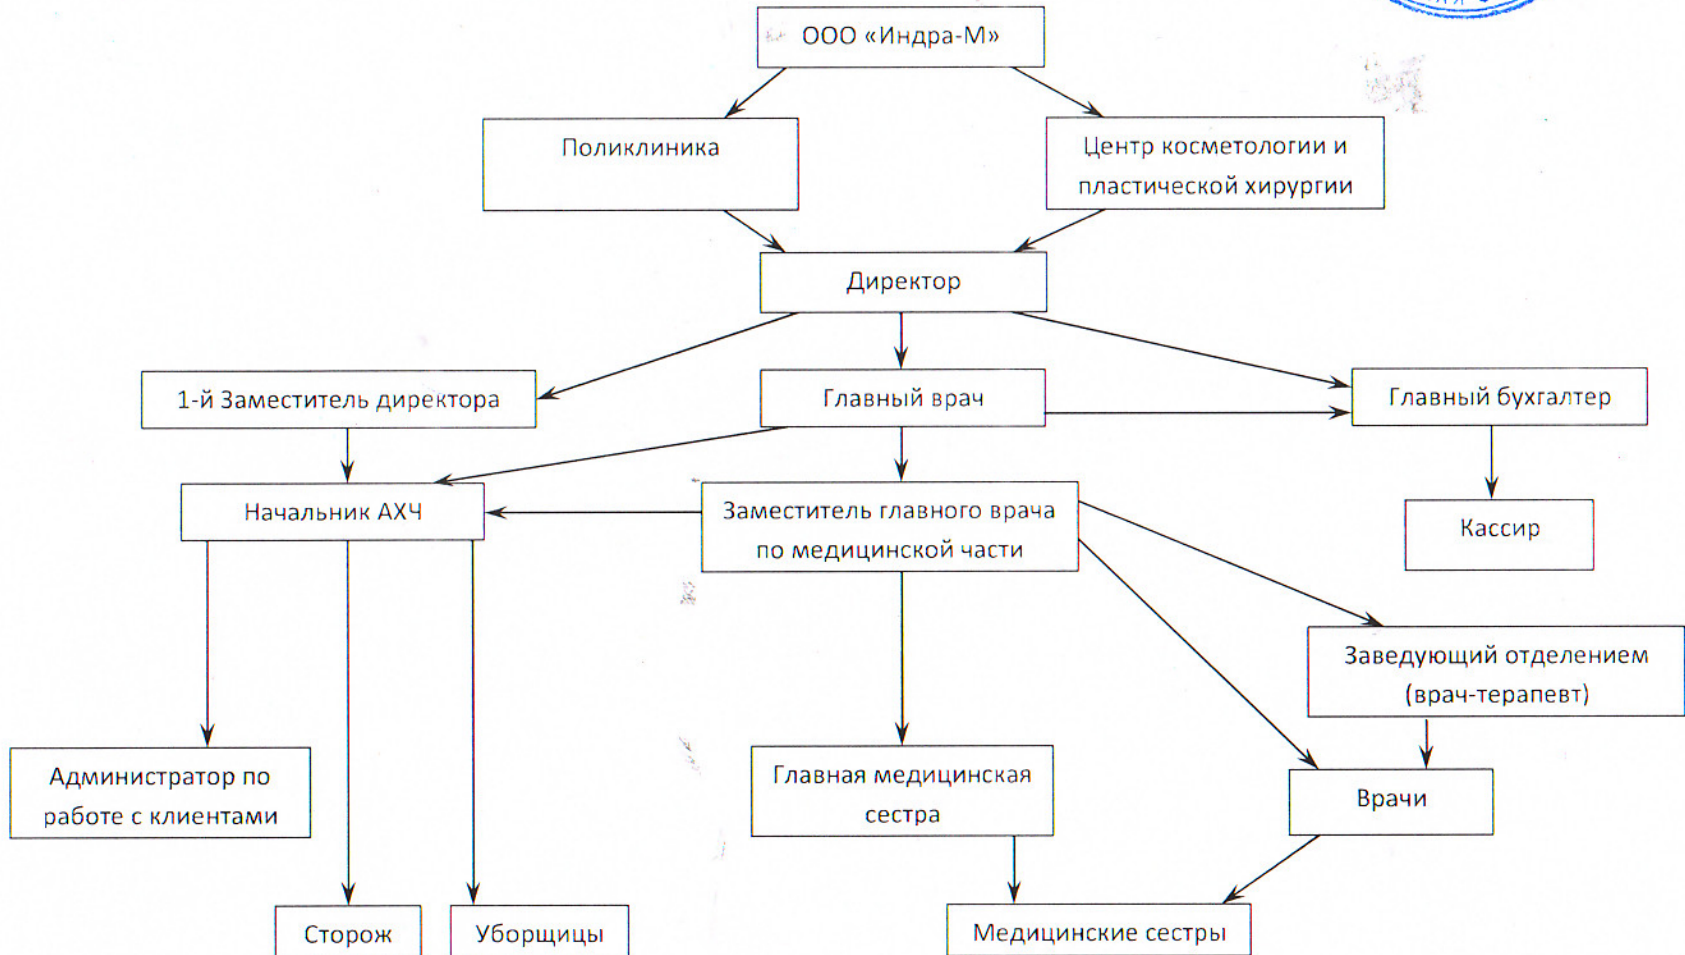 ООО «Индра-М»
Поликлиника
Центр косметологии и
пластической хирургии
Директор
1-й Заместитель директора
Главный врач
Главный бухгалтер
Начальник АХЧ
Заместитель главного врача
по медицинской части
Кассир
Заведующий отделением
(врач-терапевт)
Администратор по
работе с клиентами
Главная медицинская
сестра
Врачи
Сторож
Уборщицы
Медицинские сестры